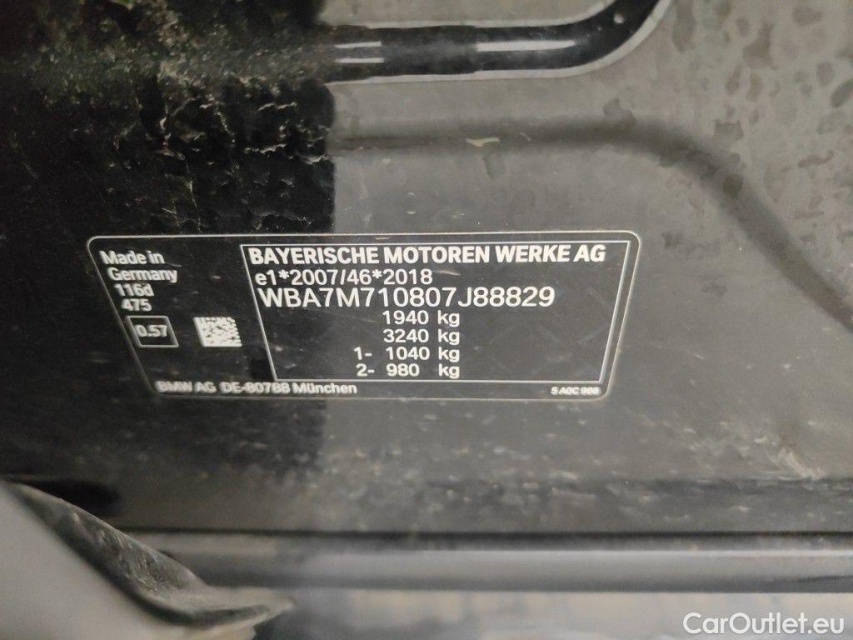 Made in
Germany
116d
475
0.57
BAYERISCHE MOTOREN WERKE AG
e1*2007/46*2018
WBA7M710807J88829
1940 kg
3240 kg
1- 1040 kg
2- 980 kg
BMW AG DE-80788 München
CarOutlet.eu